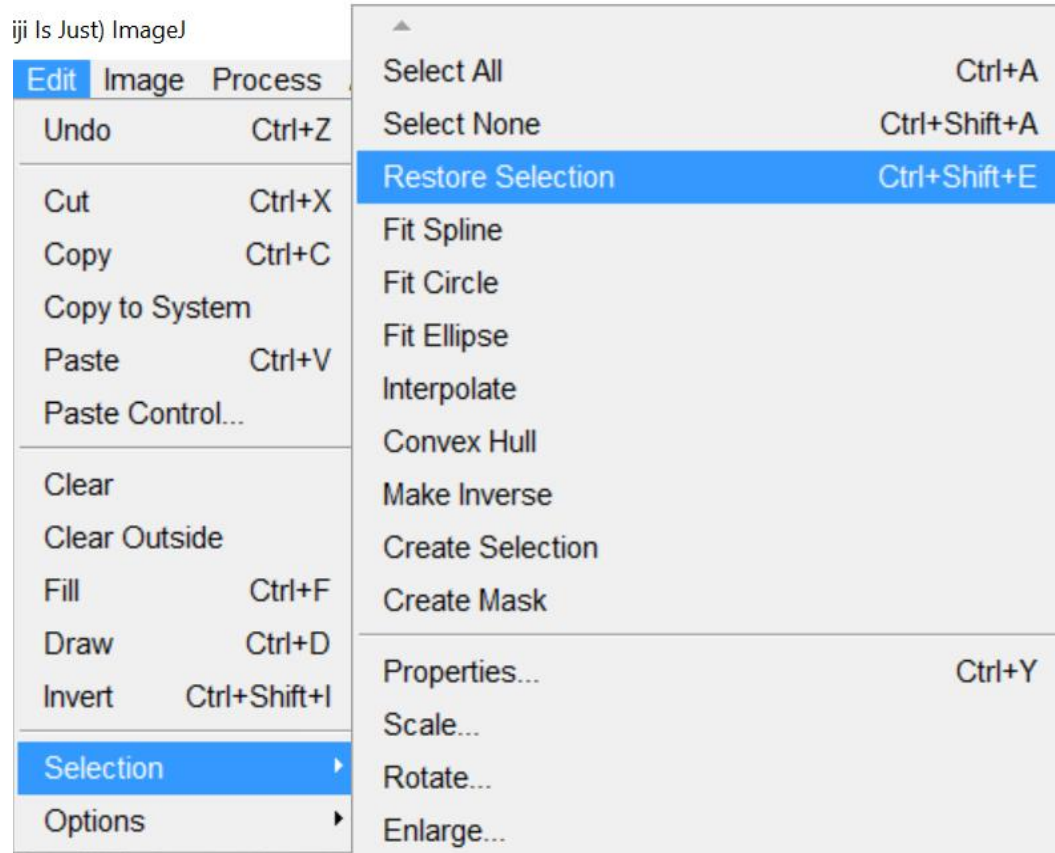 iji Is Just) ImageJ
Edit Image Process
Undo Ctrl+Z
Cut Ctrl+X
Copy Ctrl+C
Copy to System
Paste Ctrl+V
Paste Control...
Clear
Clear Outside
Fill Ctrl+F
Draw Ctrl+D
Invert Ctrl+Shift+I
Selection
Options
Select All Ctrl+A
Select None Ctrl+Shift+A
Restore Selection Ctrl+Shift+E
Fit Spline
Fit Circle
Fit Ellipse
Interpolate
Convex Hull
Make Inverse
Create Selection
Create Mask
Properties... Ctrl+Y
Scale...
Rotate...
Enlarge...